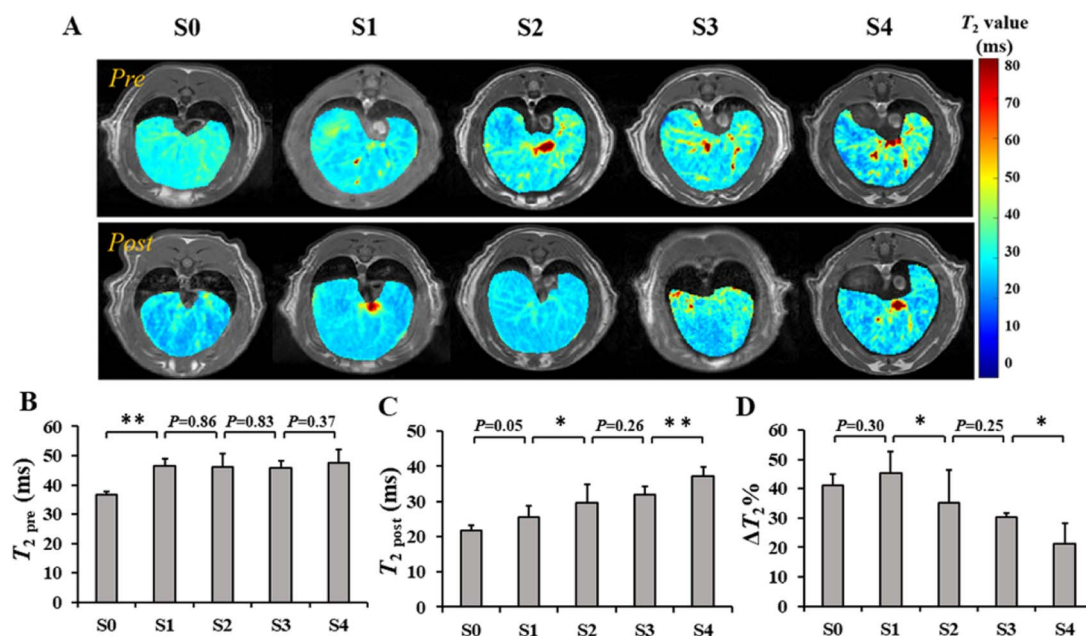 A S0 S1 S2 S3 S4 T2 value
(ms)
Pre
Post
80
70
60
50
40
30
20
10
0
B
T2 pre (ms)
60
50
40
30
20
10
00
** P=0.86 P=0.83 P=0.37
S0 S1 S2 S3 S4
C
T2 post (ms)
50
40
30
20
10
0
P=0.05 * P=0.26 **
S0 S1 S2 S3 S4
D
ΔT2%
60
50
40
30
20
10
0
P=0.30 * P=0.25 *
S0 S1 S2 S3 S4